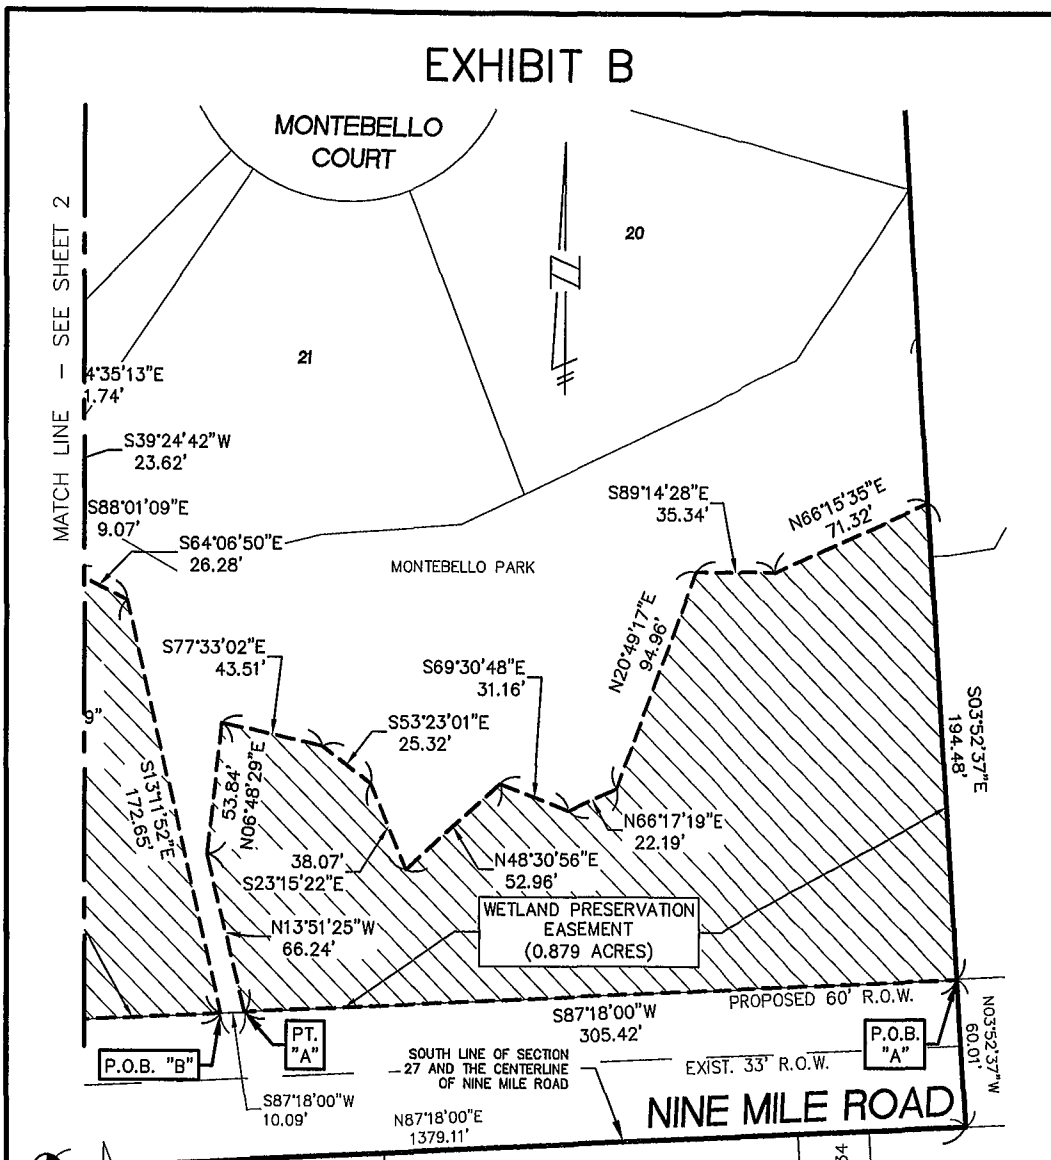 EXHIBIT B
MONTEBELLO
COURT
MATCH LINE – SEE SHEET 2
20
21
4°35'13"E
1.74'
S39°24'42"W
23.62'
S88°01'09"E
9.07'
S64°06'50"E
26.28'
MONTEBELLO PARK
S89°14'28"E
35.34'
N66°15'35"E
71.32'
N20°49'17"E
94.96'
S77°33'02"E
43.51'
S69°30'48"E
31.16'
S53°23'01"E
25.32'
9"
S13°11'52"E
172.65'
53.84'
N06°48'29"E
S03°52'37"E
194.48'
N66°17'19"E
22.19'
38.07'
S23°15'22"E
N48°30'56"E
52.96'
N13°51'25"W
66.24'
WETLAND PRESERVATION
EASEMENT
(0.879 ACRES)
S87°18'00"W
305.42'
PROPOSED 60' R.O.W.
P.O.B. "B"
PT.
"A"
P.O.B.
"A"
N03°52'37"W
60.01'
SOUTH LINE OF SECTION
27 AND THE CENTERLINE
OF NINE MILE ROAD
EXIST. 33' R.O.W.
S87°18'00"W
10.09'
N87°18'00"E
1379.11'
NINE MILE ROAD
34